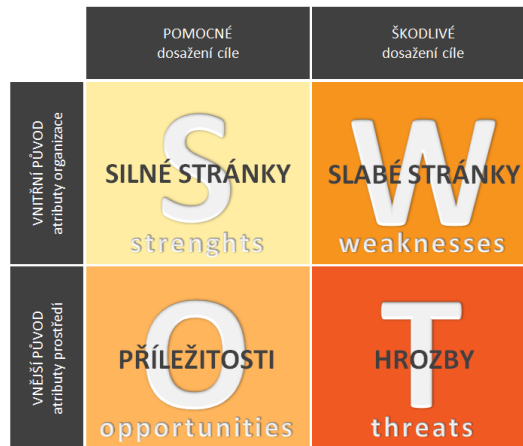 POMOCNÉ
dosažení cíle
ŠKODLIVÉ
dosažení cíle
VNITŘNÍ PŮVOD
atributy organizace
S
SILNÉ STRÁNKY
strenghts
W
SLABÉ STRÁNKY
weaknesses
VNĚJŠÍ PŮVOD
atributy prostředí
O
PŘÍLEŽITOSTI
opportunities
T
HROZBY
threats